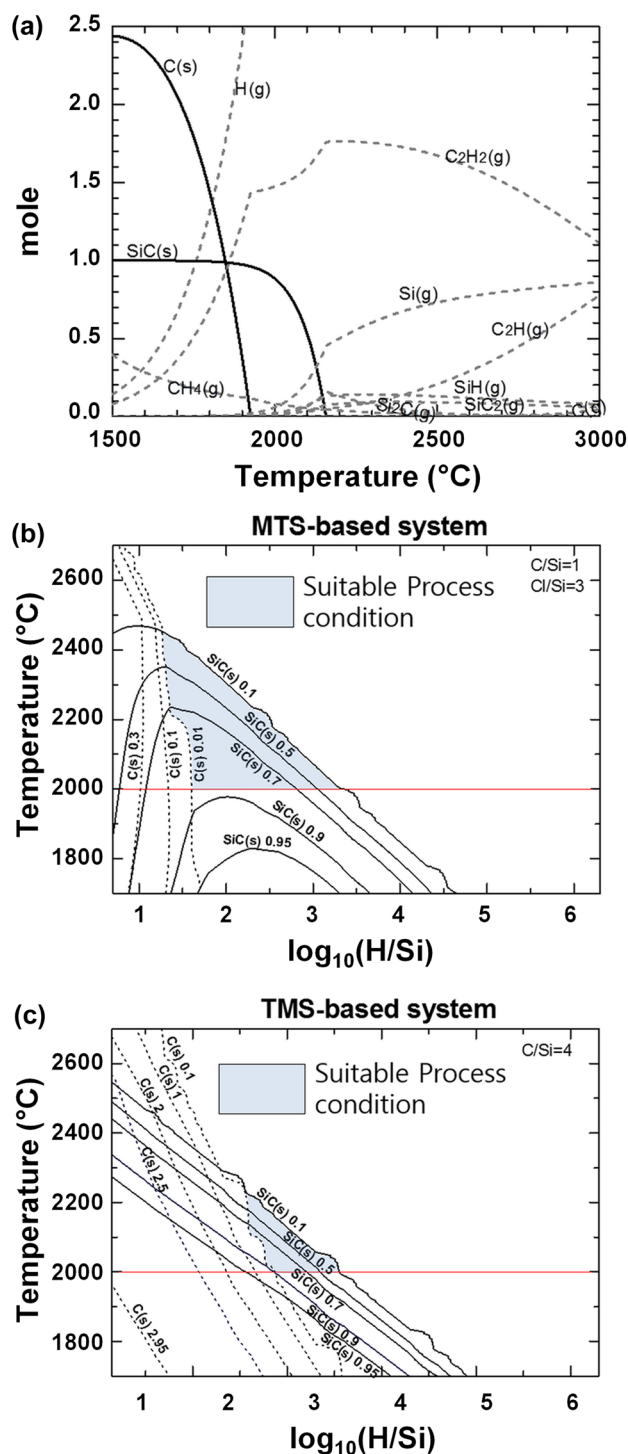 (a)
2.5
C(s)
H(g)
2.0
C2H2(g)
1.5
mole
SiC(s)
1.0
Si(g)
C2H(g)
0.5
CH4(g)
SiH(g)
Si2C(g)
SiC2(g)
0.0
1500
2000
2500
3000
Temperature (°C)
(b)
MTS-based system
2600
Suitable Process
condition
C/Si=1
Cl/Si=3
2400
SiC(s) 0.1
SiC(s) 0.5
SiC(s) 0.7
2200
C(s) 0.3
C(s) 0.1
C(s) 0.01
2000
SiC(s) 0.9
SiC(s) 0.95
1800
Temperature (°C)
1 2 3 4 5 6
log10(H/Si)
(c)
TMS-based system
2600
C(s) 0.1
C(s) 1
C(s) 2
C(s) 2.5
Suitable Process
condition
C/Si=4
2400
2200
SiC(s) 0.1
SiC(s) 0.5
2000
SiC(s) 0.7
SiC(s) 0.9
SiC(s) 0.95
C(s) 2.95
1800
Temperature (°C)
1 2 3 4 5 6
log10(H/Si)